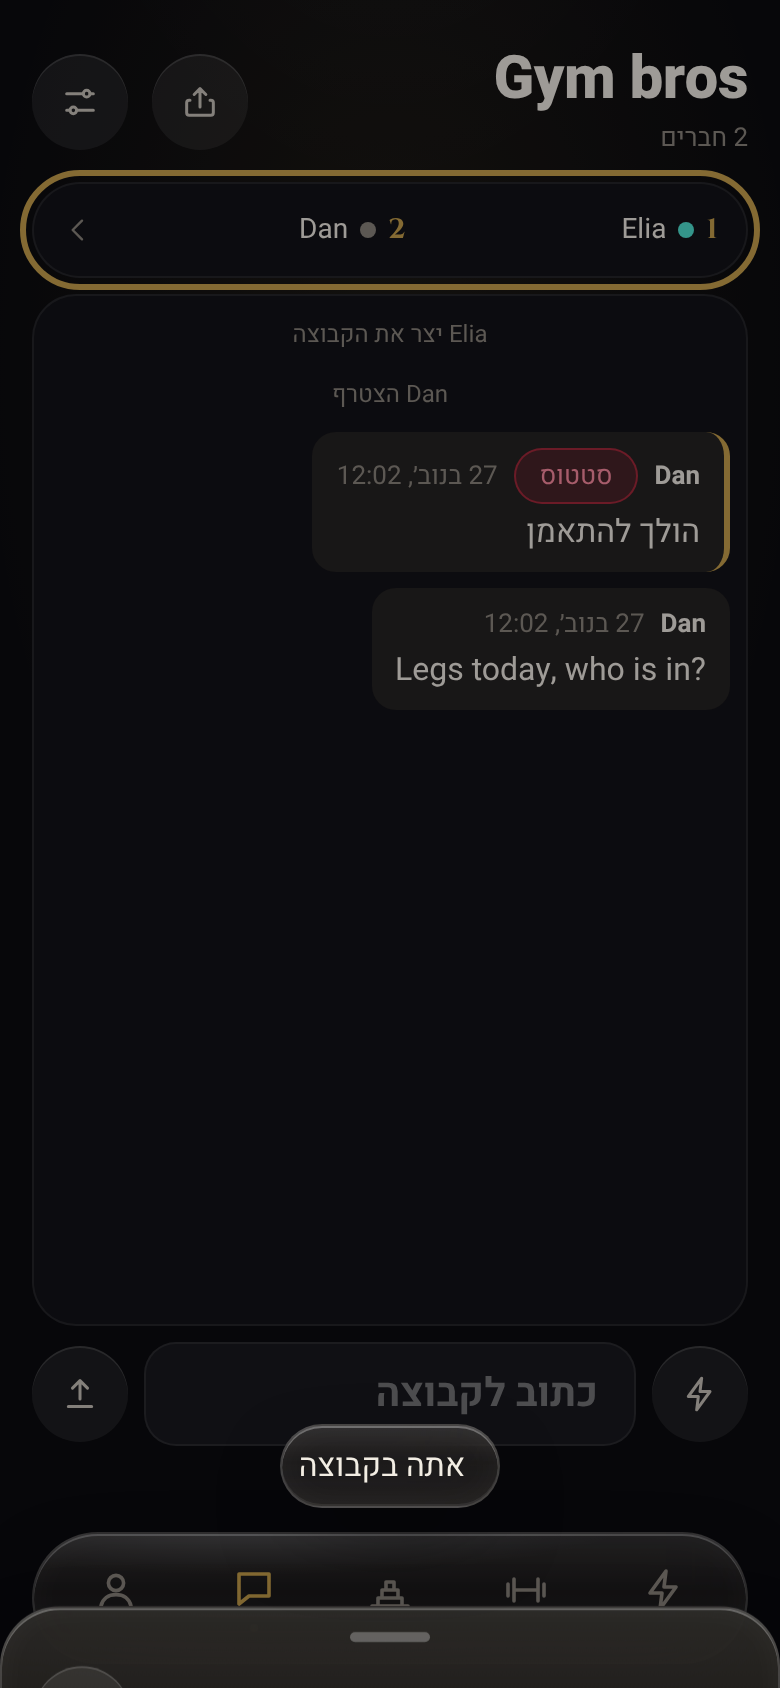 Gym bros
2 חברים
1 Elia 2 Dan
Elia יצר את הקבוצה
Dan הצטרף
Dan סטטוס 27 בנוב׳, 12:02
הולך להתאמן
Dan 27 בנוב׳, 12:02
Legs today, who is in?
כתוב לקבוצה
אתה בקבוצה